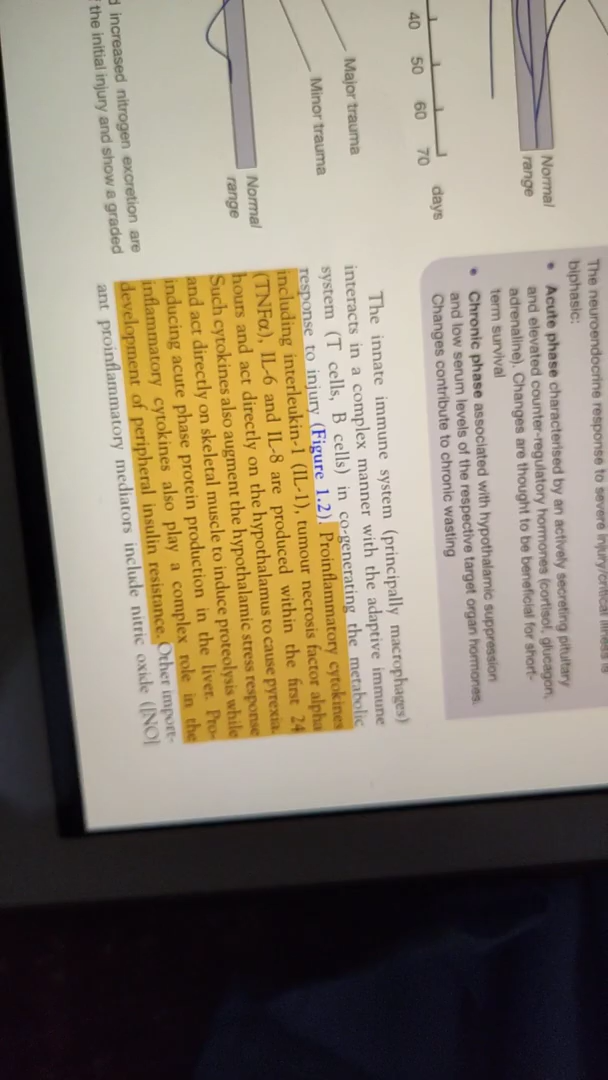 40 50 60 70
days
Normal
range
Major trauma
Minor trauma
Normal
range
increased nitrogen excretion are
the initial injury and show a graded
The neuroendocrine response to severe injury/critical illness is
biphasic:
• Acute phase characterised by an actively secreting pituitary
and elevated counter-regulatory hormones (cortisol, glucagon,
adrenaline). Changes are thought to be beneficial for short-
term survival
• Chronic phase associated with hypothalamic suppression
and low serum levels of the respective target organ hormones.
Changes contribute to chronic wasting
The innate immune system (principally macrophages)
interacts in a complex manner with the adaptive immune
system (T cells, B cells) in co-generating the metabolic
response to injury (Figure 1.2). Proinflammatory cytokines
including interleukin-1 (IL-1), tumour necrosis factor alpha
(TNFα), IL-6 and IL-8 are produced within the first 24
hours and act directly on the hypothalamus to cause pyrexia.
Such cytokines also augment the hypothalamic stress response
and act directly on skeletal muscle to induce proteolysis while
inducing acute phase protein production in the liver. Pro-
inflammatory cytokines also play a complex role in the
development of peripheral insulin resistance. Other import-
ant proinflammatory mediators include nitric oxide ([NO]